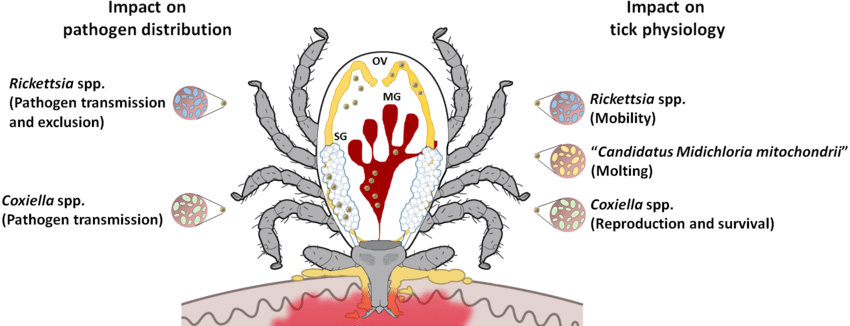 Impact on
pathogen distribution
Rickettsia spp.
(Pathogen transmission
and exclusion)
Coxiella spp.
(Pathogen transmission)
OV
MG
SG
Impact on
tick physiology
Rickettsia spp.
(Mobility)
“Candidatus Midichloria mitochondrii”
(Molting)
Coxiella spp.
(Reproduction and survival)